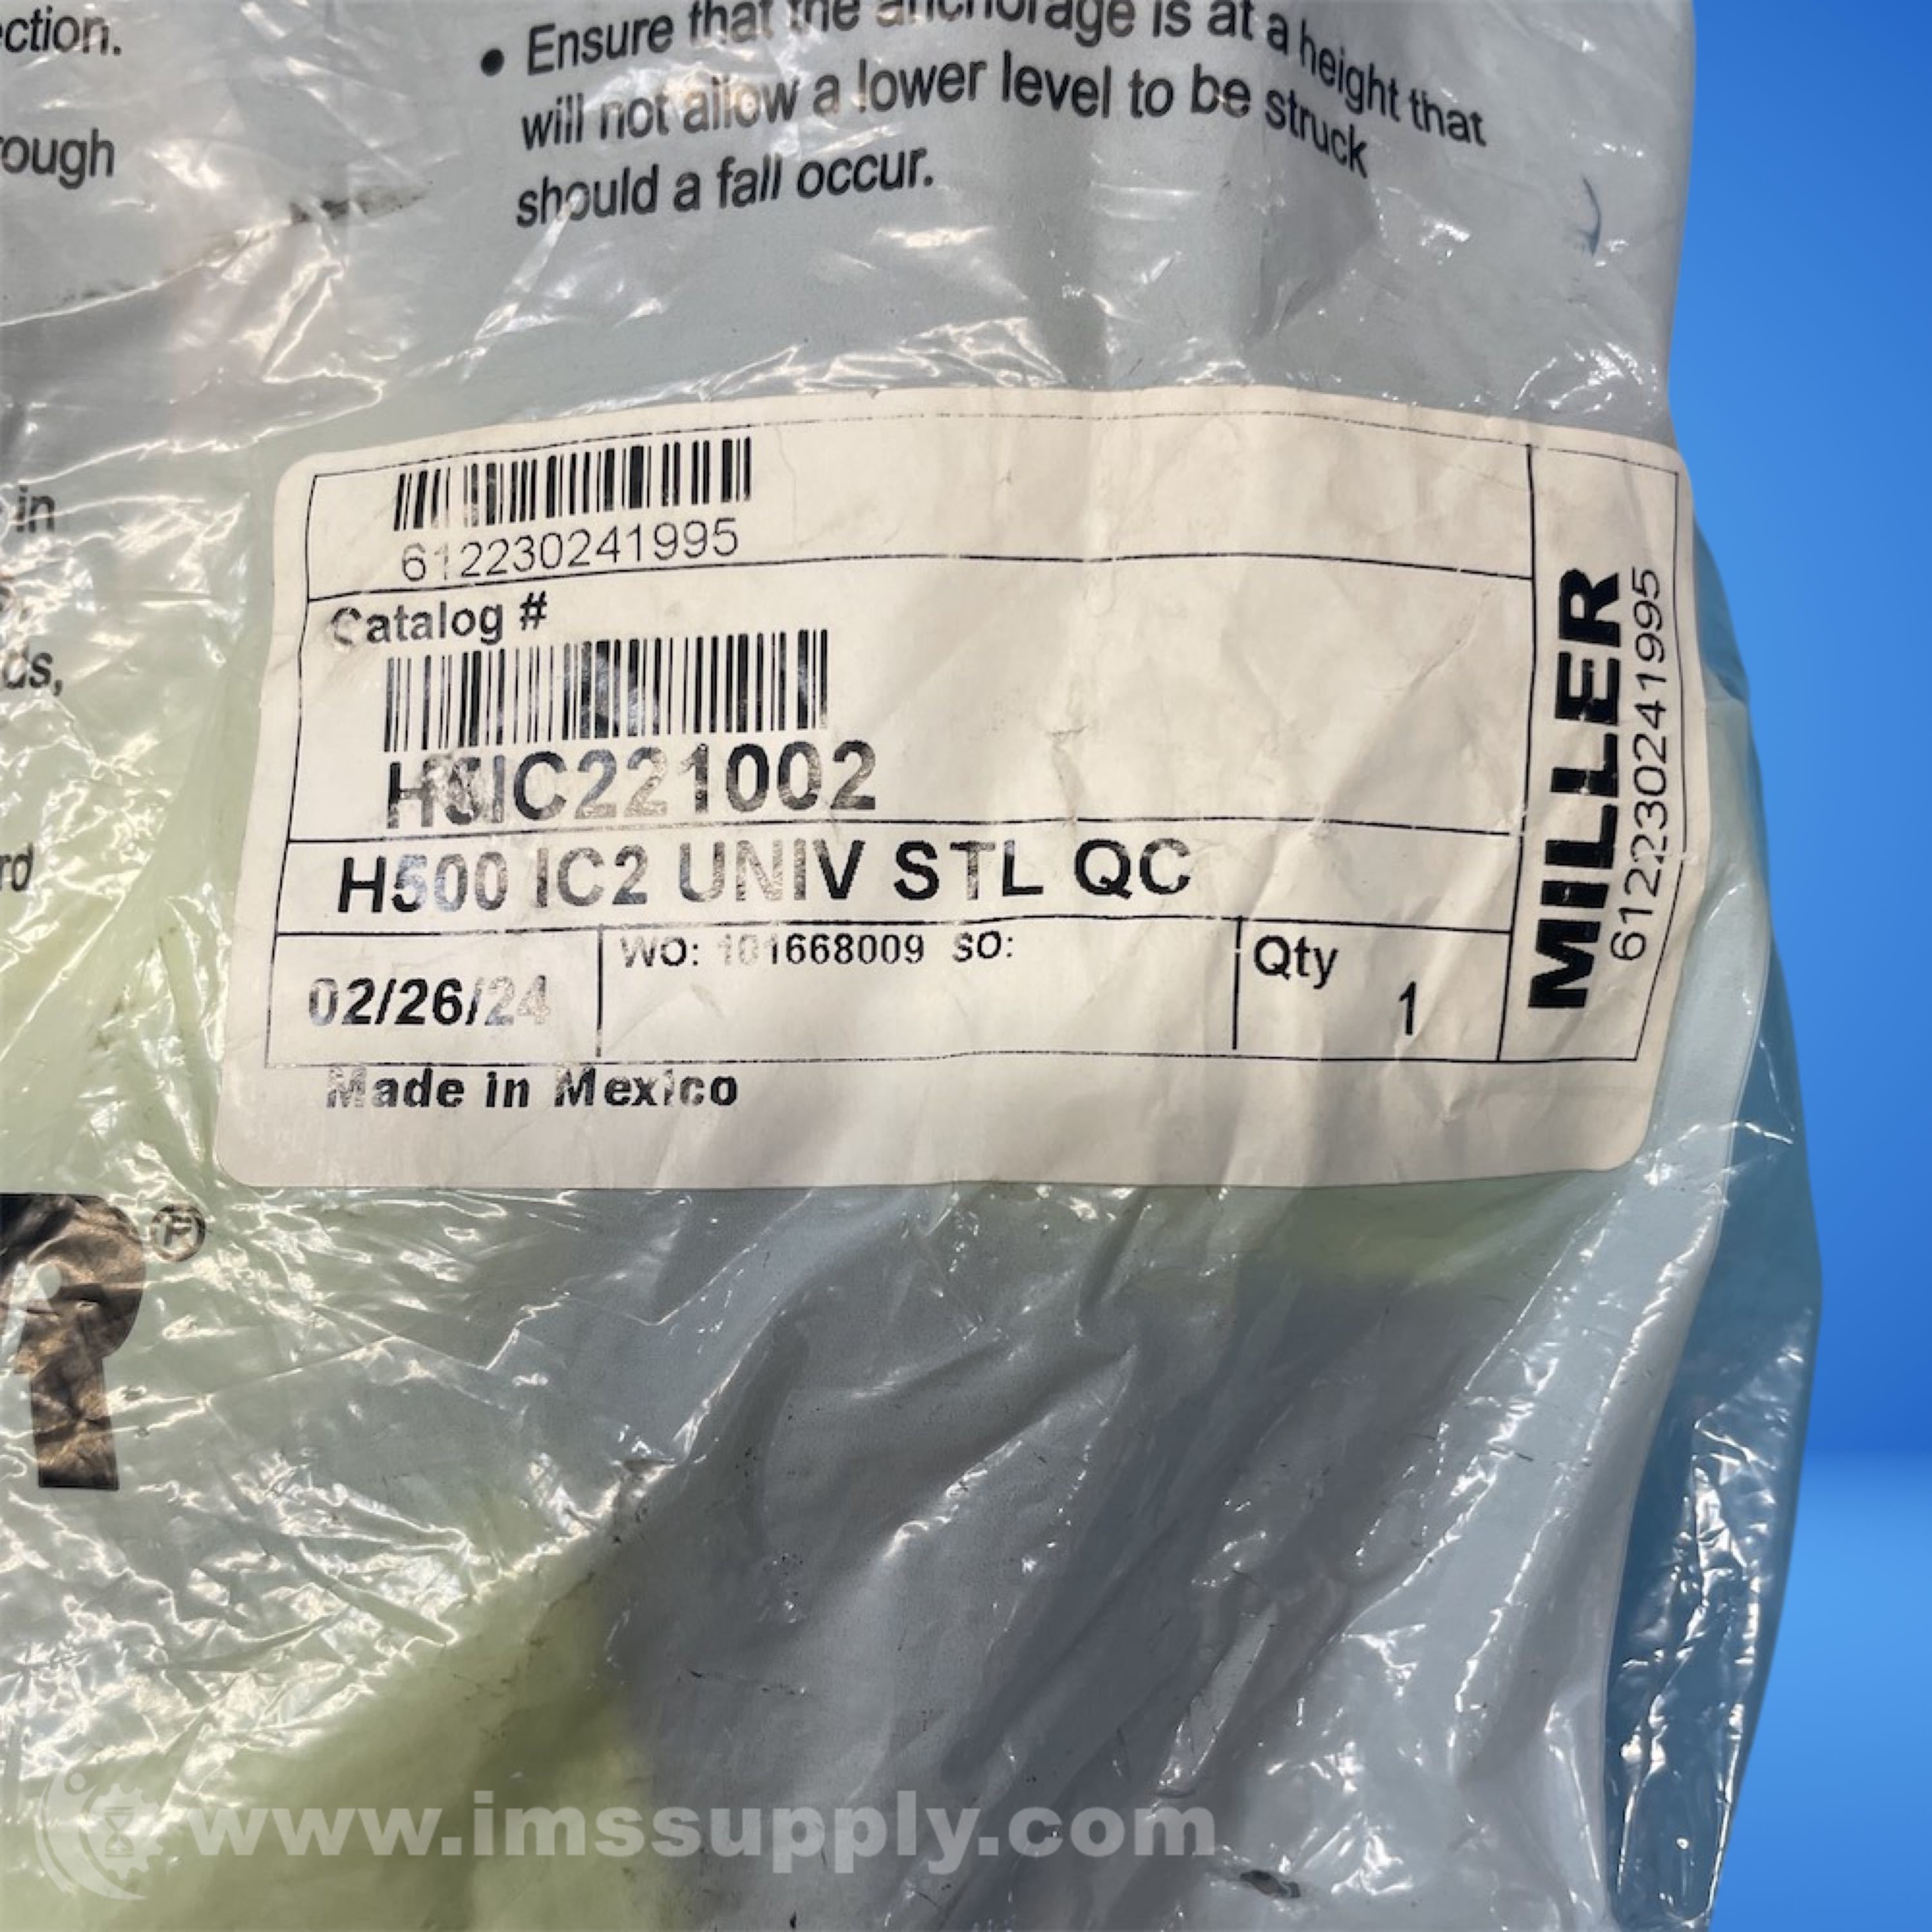 ction.
ough
in
ds,
rd
• Ensure that the anchorage is at a height that
will not allow a lower level to be struck
should a fall occur.
612230241995
Catalog #
H5IC221002
H500 IC2 UNIV STL QC
02/26/24
WO: 101668009 SO:
Qty
1
Made in Mexico
MILLER
612230241995
R®
www.imssupply.com